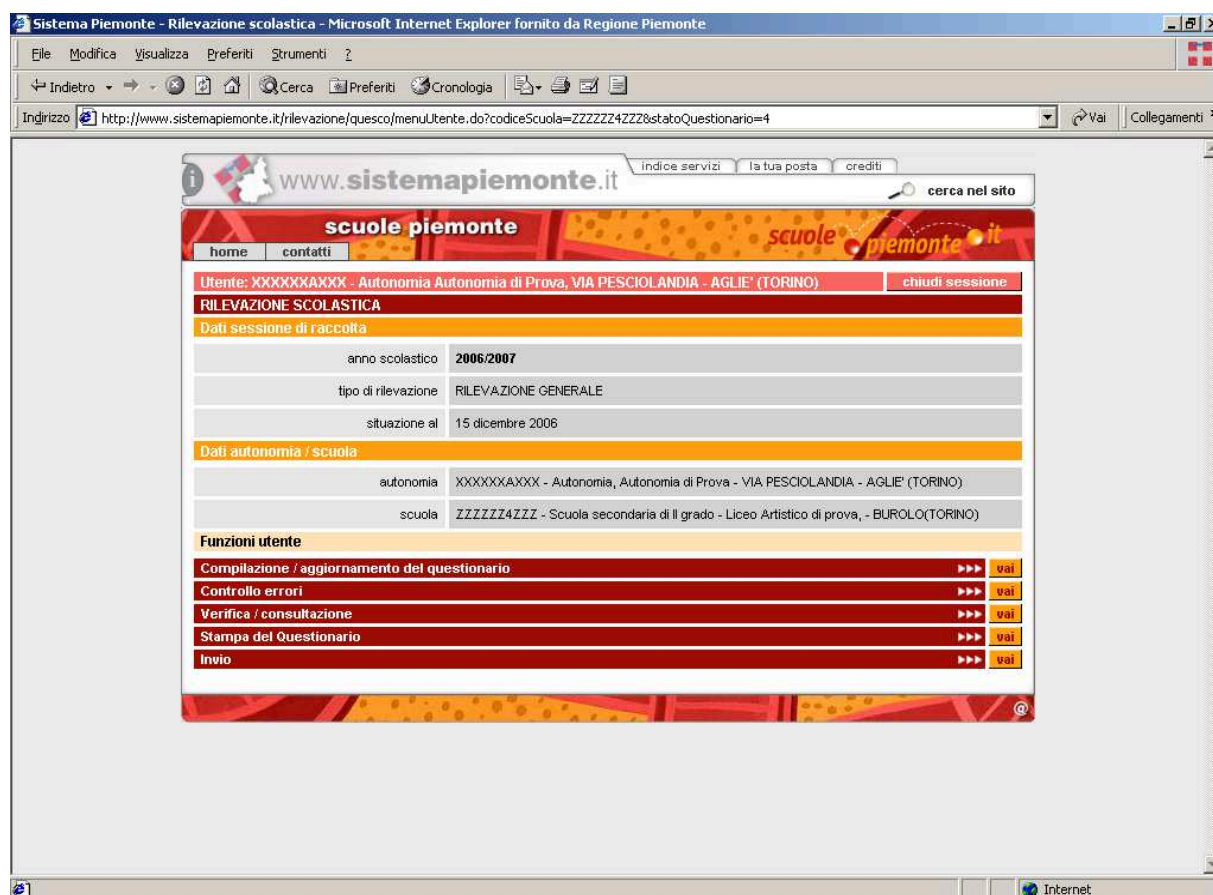 Sistema Piemonte - Rilevazione scolastica - Microsoft Internet Explorer fornito da Regione Piemonte
File Modifica Visualizza Preferiti Strumenti ?
Indietro Cerca Preferiti Cronologia
Indirizzo http://www.sistemapiemonte.it/rilevazione/quesco/menuUtente.do?codiceScuola=ZZZZZZ4ZZZ&statoQuestionario=4 Vai Collegamenti
indice servizi la tua posta crediti
www.sistemapiemonte.it
cerca nel sito
scuole piemonte
scuole piemonte it
home contatti
Utente: XXXXXXAXXX - Autonomia Autonomia di Prova, VIA PESCIOLANDIA - AGLIE' (TORINO) chiudi sessione
RILEVAZIONE SCOLASTICA
Dati sessione di raccolta
anno scolastico 2006/2007
tipo di rilevazione RILEVAZIONE GENERALE
situazione al 15 dicembre 2006
Dati autonomia / scuola
autonomia XXXXXXAXXX - Autonomia, Autonomia di Prova - VIA PESCIOLANDIA - AGLIE' (TORINO)
scuola ZZZZZZ4ZZZ - Scuola secondaria di II grado - Liceo Artistico di prova, - BUROLO(TORINO)
Funzioni utente
Compilazione / aggiornamento del questionario vai
Controllo errori vai
Verifica / consultazione vai
Stampa del Questionario vai
Invio vai
@
Internet